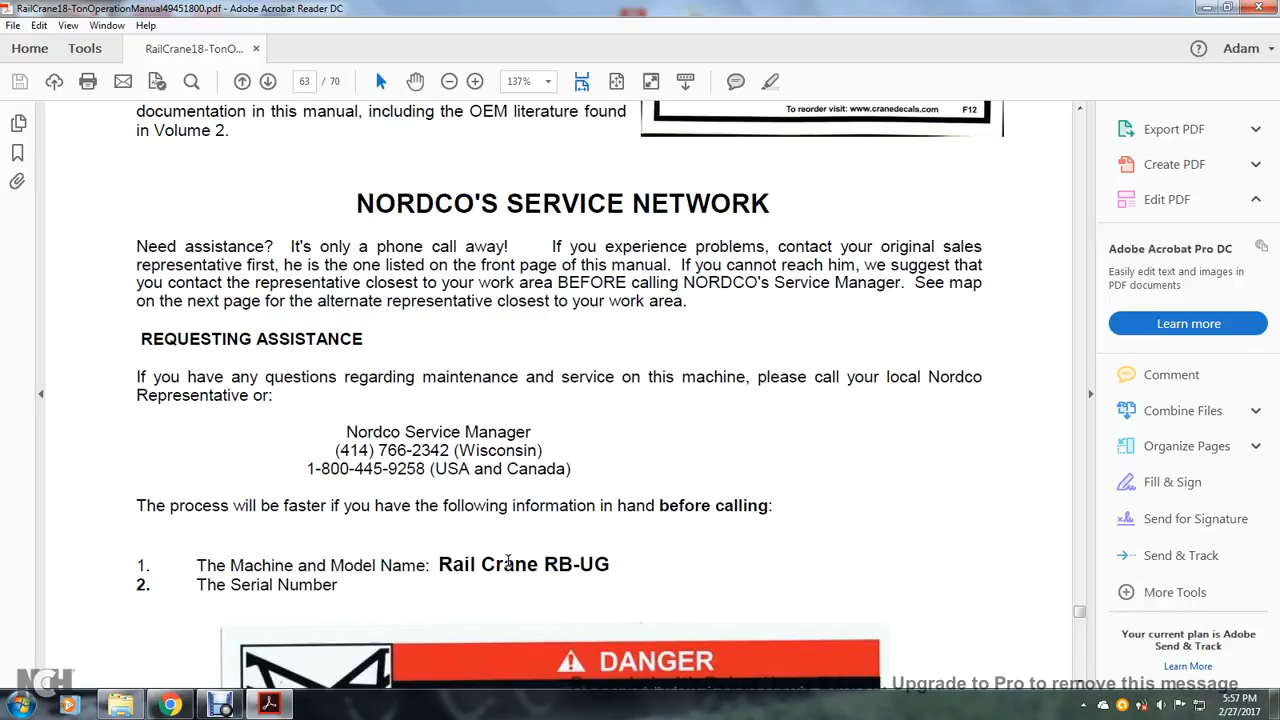 RailCrane18-TonOperationManual49451800.pdf - Adobe Acrobat Reader DC
File Edit View Window Help
Home Tools RailCrane18-TonO... × Adam
63 / 70 137%
documentation in this manual, including the OEM literature found
in Volume 2.
To reorder visit: www.cranedecals.com F12
NORDCO'S SERVICE NETWORK
Need assistance? It's only a phone call away! If you experience problems, contact your original sales
representative first, he is the one listed on the front page of this manual. If you cannot reach him, we suggest that
you contact the representative closest to your work area BEFORE calling NORDCO's Service Manager. See map
on the next page for the alternate representative closest to your work area.
REQUESTING ASSISTANCE
If you have any questions regarding maintenance and service on this machine, please call your local Nordco
Representative or:
Nordco Service Manager
(414) 766-2342 (Wisconsin)
1-800-445-9258 (USA and Canada)
The process will be faster if you have the following information in hand before calling:
1. The Machine and Model Name: Rail Crane RB-UG
2. The Serial Number
DANGER
Export PDF
Create PDF
Edit PDF
Adobe Acrobat Pro DC
Easily edit text and images in
PDF documents
Learn more
Comment
Combine Files
Organize Pages
Fill & Sign
Send for Signature
Send & Track
More Tools
Your current plan is Adobe
Send & Track
Learn More
NCH
Upgrade to Pro to remove this message
5:57 PM
2/27/2017